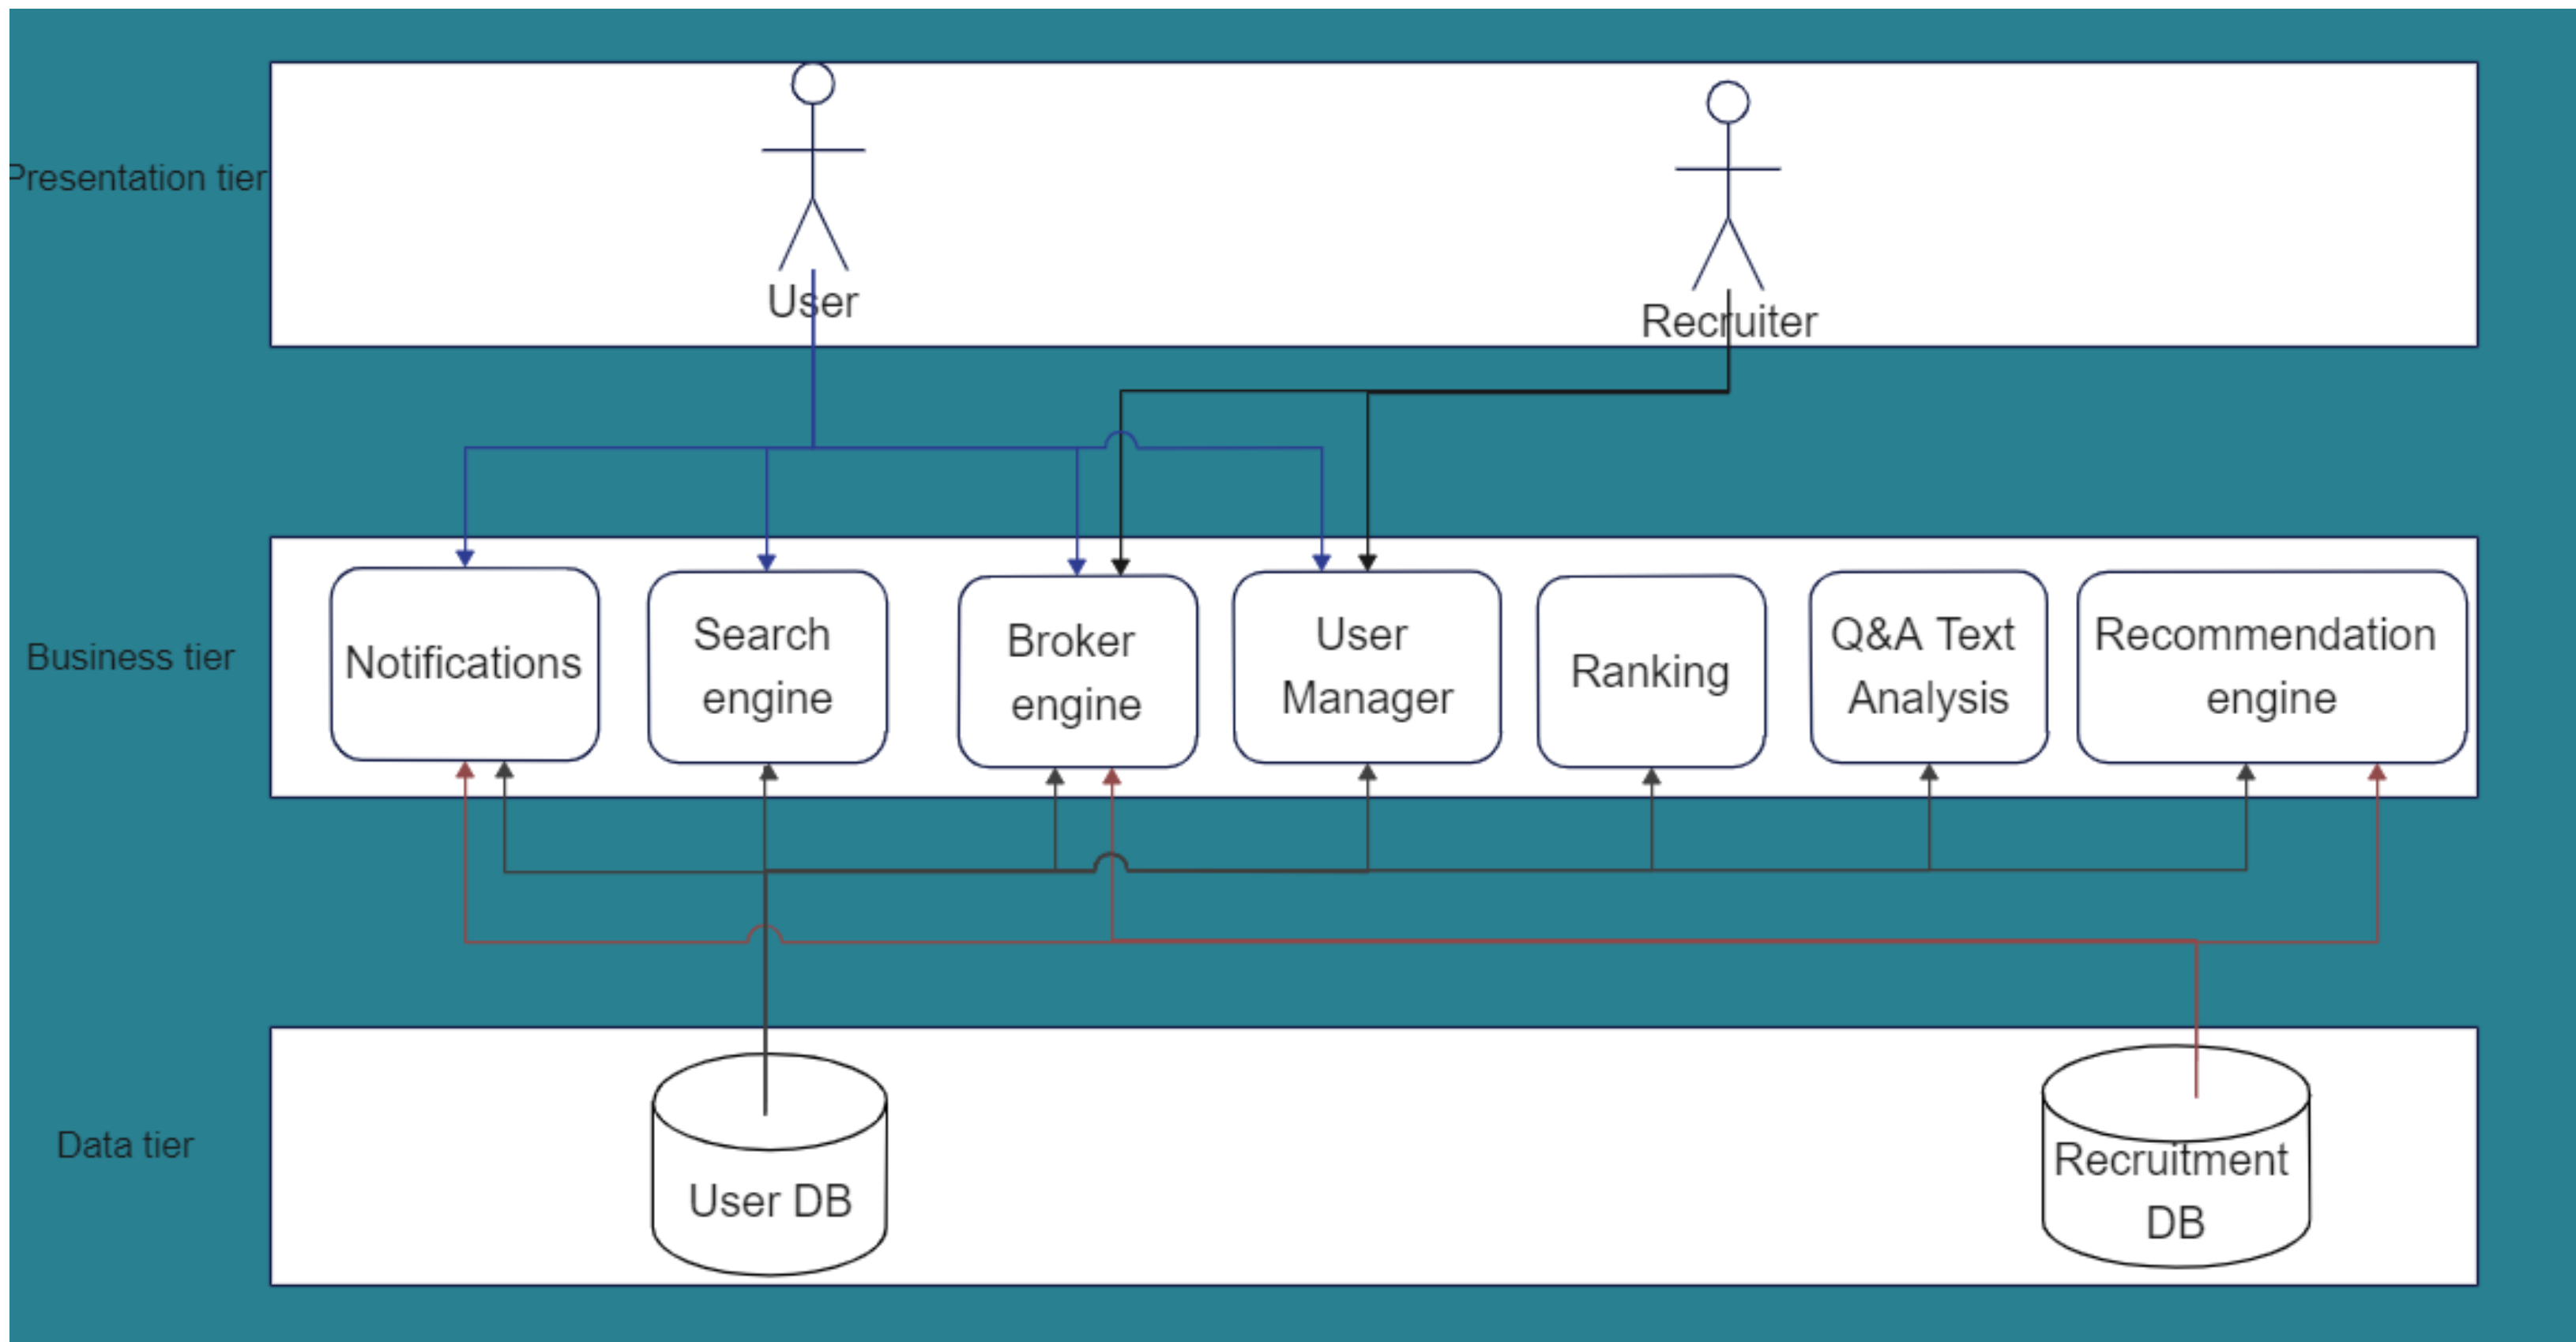 Presentation tier
User
Recruiter
Business tier
Notifications
Search
engine
Broker
engine
User
Manager
Ranking
Q&A Text
Analysis
Recommendation
engine
Data tier
User DB
Recruitment
DB